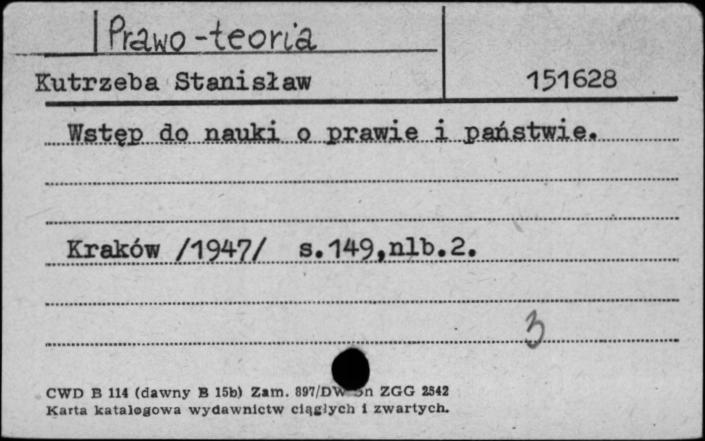 Prawo-teoria
Kutrzeba Stanisław 151628
Wstęp do nauki o prawie i państwie.
Kraków /1947/ s.149,nlb.2.
3
CWD B 114 (dawny B 15b) Zam. 897/DW ZGG 2542
Karta katalogowa wydawnictw ciągłych i zwartych.